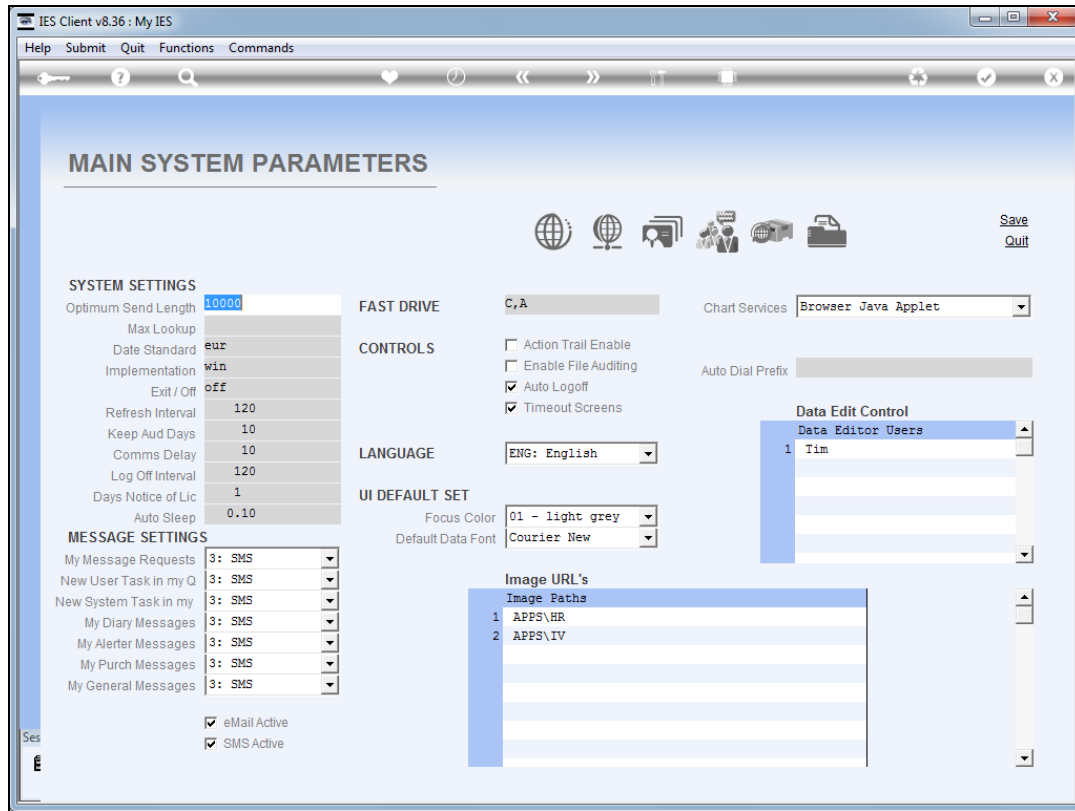 IES Client v8.36 : My IES
Help Submit Quit Functions Commands
MAIN SYSTEM PARAMETERS
Save
Quit
SYSTEM SETTINGS
Optimum Send Length 10000
Max Lookup
Date Standard eur
Implementation win
Exit / Off off
Refresh Interval 120
Keep Aud Days 10
Comms Delay 10
Log Off Interval 120
Days Notice of Lic 1
Auto Sleep 0.10
MESSAGE SETTINGS
My Message Requests 3: SMS
New User Task in my Q 3: SMS
New System Task in my 3: SMS
My Diary Messages 3: SMS
My Alerter Messages 3: SMS
My Purch Messages 3: SMS
My General Messages 3: SMS
eMail Active
SMS Active
FAST DRIVE C,A
CONTROLS
Action Trail Enable
Enable File Auditing
Auto Logoff
Timeout Screens
LANGUAGE ENG: English
UI DEFAULT SET
Focus Color 01 - light grey
Default Data Font Courier New
Chart Services Browser Java Applet
Auto Dial Prefix
Data Edit Control
Data Editor Users
1 Tim
Image URL's
Image Paths
1 APPS\HR
2 APPS\IV
Ses